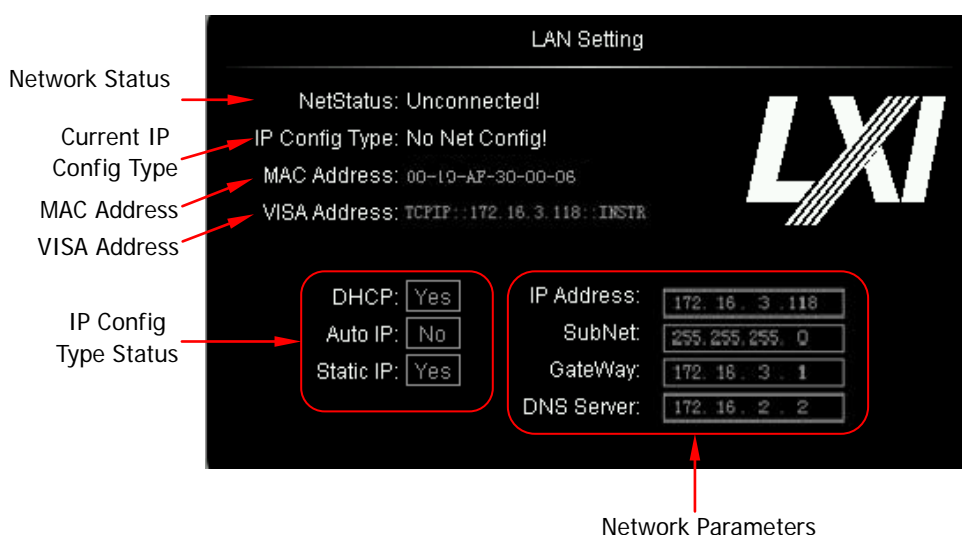 LAN Setting
Network Status
NetStatus: Unconnected!
Current IP
Config Type
IP Config Type: No Net Config!
MAC Address
MAC Address: 00-19-AF-30-00-06
VISA Address
VISA Address: TCPIP::172.16.3.118::INSTR
LXI
IP Config
Type Status
DHCP: Yes
Auto IP: No
Static IP: Yes
IP Address: 172. 16. 3 .118
SubNet: 255.255.255. 0
GateWay: 172. 16. 3 . 1
DNS Server: 172. 16. 2 . 2
Network Parameters